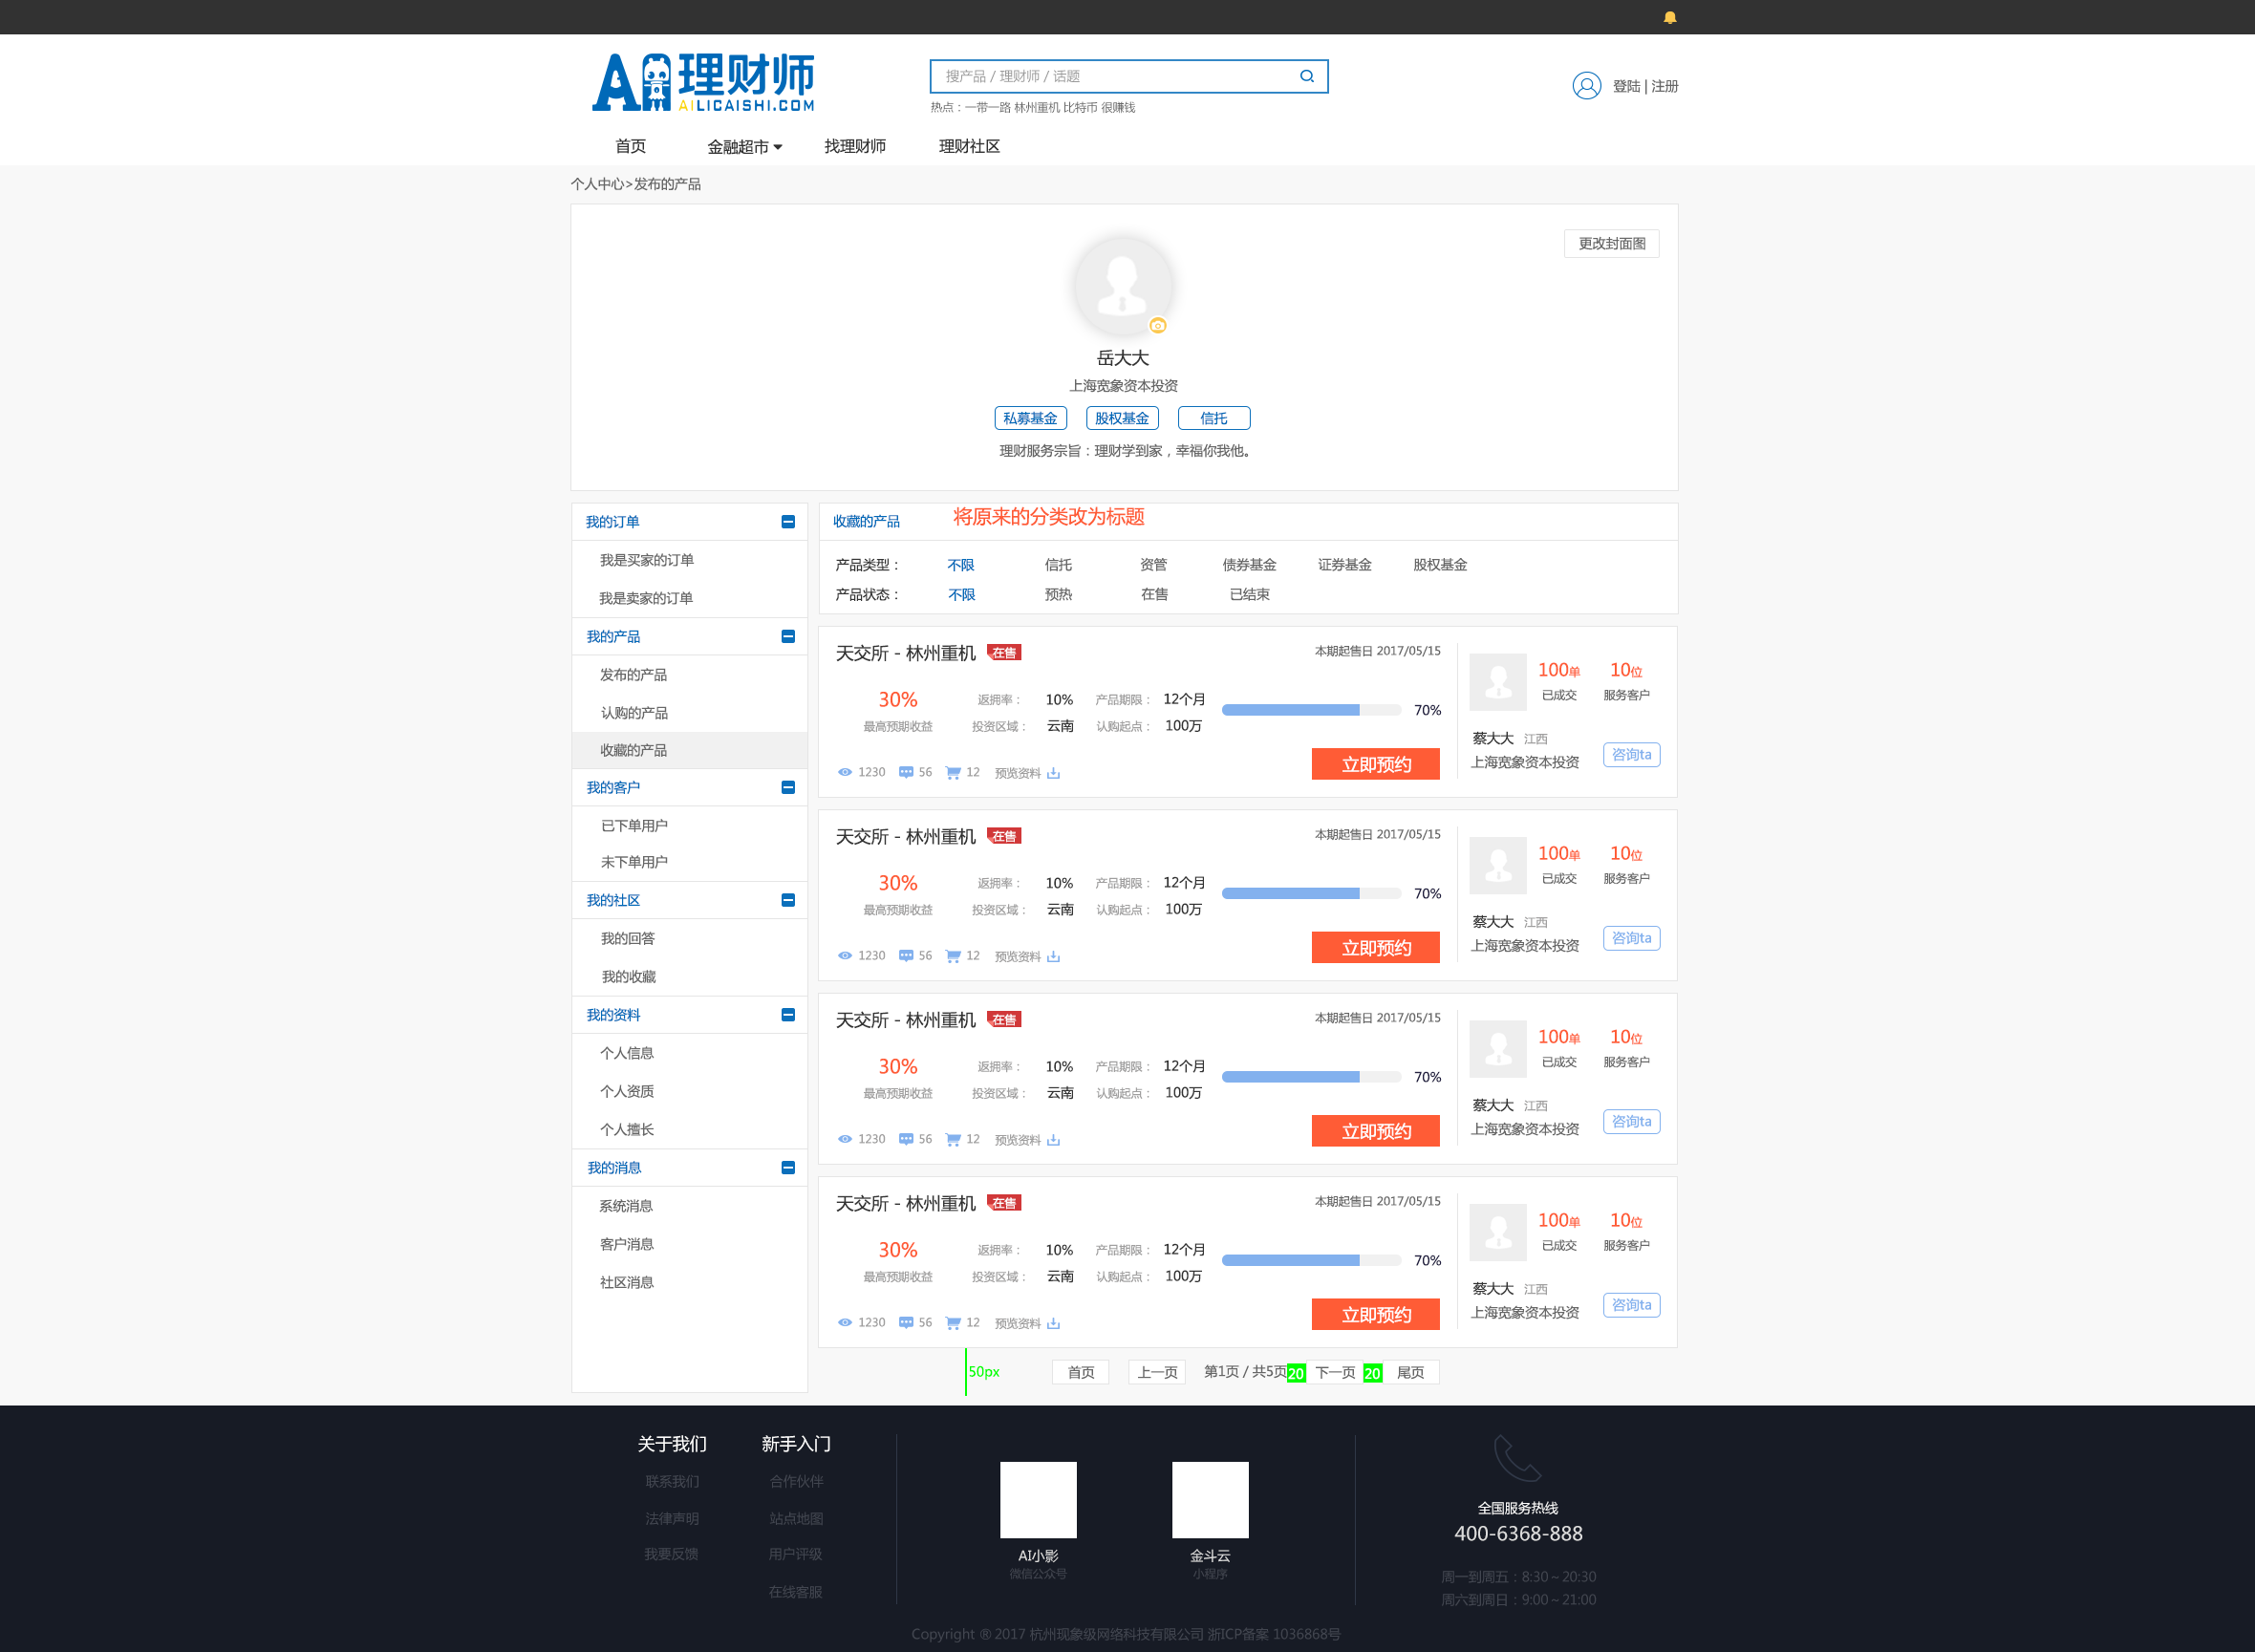 AI理财师
AILICAISHI.COM
搜产品 / 理财师 / 话题
热点：一带一路 林州重机 比特币 很赚钱
登陆 | 注册
首页 金融超市 找理财师 理财社区
个人中心>发布的产品
更改封面图
岳大大
上海宽象资本投资
私募基金 股权基金 信托
理财服务宗旨：理财学到家，幸福你我他。
我的订单
我是买家的订单
我是卖家的订单
我的产品
发布的产品
认购的产品
收藏的产品
我的客户
已下单用户
未下单用户
我的社区
我的回答
我的收藏
我的资料
个人信息
个人资质
个人擅长
我的消息
系统消息
客户消息
社区消息
收藏的产品 将原来的分类改为标题
产品类型： 不限 信托 资管 债券基金 证券基金 股权基金
产品状态： 不限 预热 在售 已结束
天交所 - 林州重机 在售 本期起售日 2017/05/15
30% 返拥率： 10% 产品期限： 12个月 70%
最高预期收益 投资区域： 云南 认购起点： 100万
1230 56 12 预览资料 立即预约
100单 10位
已成交 服务客户
蔡大大 江西
上海宽象资本投资 咨询ta
天交所 - 林州重机 在售 本期起售日 2017/05/15
30% 返拥率： 10% 产品期限： 12个月 70%
最高预期收益 投资区域： 云南 认购起点： 100万
1230 56 12 预览资料 立即预约
100单 10位
已成交 服务客户
蔡大大 江西
上海宽象资本投资 咨询ta
天交所 - 林州重机 在售 本期起售日 2017/05/15
30% 返拥率： 10% 产品期限： 12个月 70%
最高预期收益 投资区域： 云南 认购起点： 100万
1230 56 12 预览资料 立即预约
100单 10位
已成交 服务客户
蔡大大 江西
上海宽象资本投资 咨询ta
天交所 - 林州重机 在售 本期起售日 2017/05/15
30% 返拥率： 10% 产品期限： 12个月 70%
最高预期收益 投资区域： 云南 认购起点： 100万
1230 56 12 预览资料 立即预约
100单 10位
已成交 服务客户
蔡大大 江西
上海宽象资本投资 咨询ta
50px 首页 上一页 第1页 / 共5页 20 下一页 20 尾页
关于我们
联系我们
法律声明
我要反馈
新手入门
合作伙伴
站点地图
用户评级
在线客服
AI小影
微信公众号
金斗云
小程序
全国服务热线
400-6368-888
周一到周五：8:30～20:30
周六到周日：9:00～21:00
Copyright ® 2017 杭州现象级网络科技有限公司 浙ICP备案 1036868号